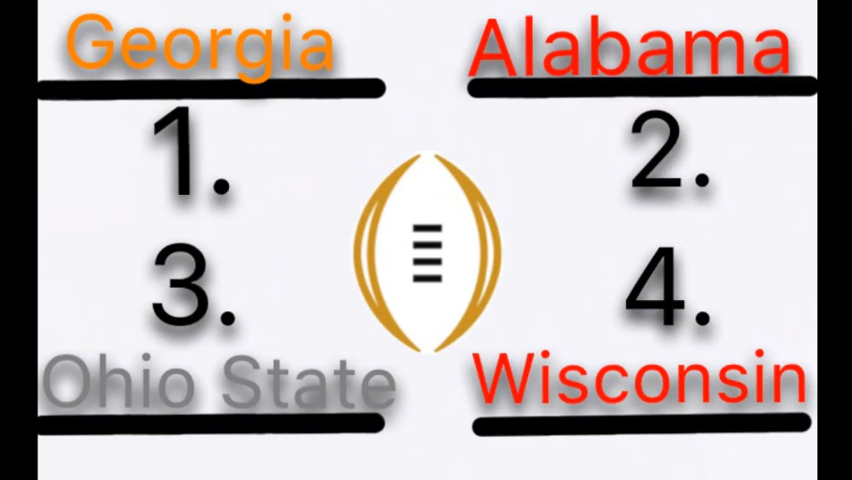 Georgia
Alabama
1.
2.
3.
4.
Ohio State
Wisconsin